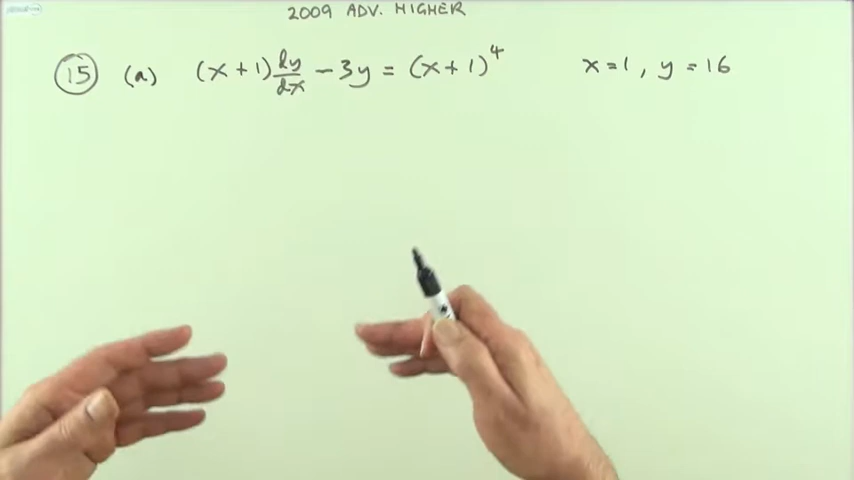 2009 ADV. HIGHER
15 (a) (x+1) dy/dx - 3y = (x+1)^4 x=1, y=16